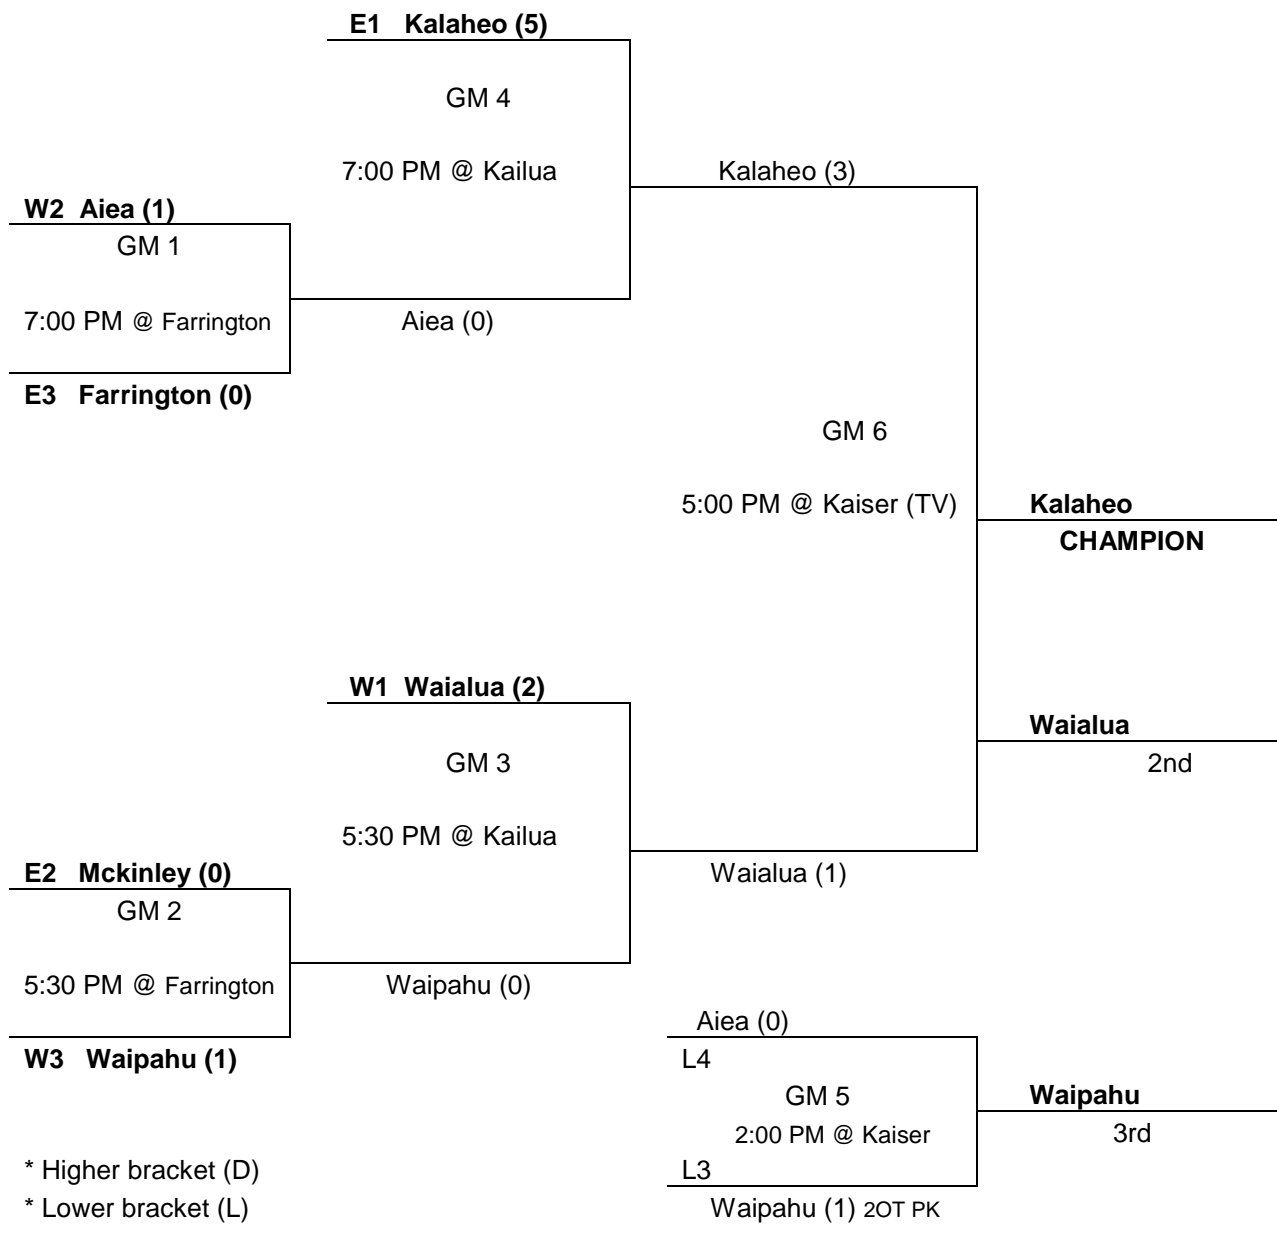 E1 Kalaheo (5)
GM 4
7:00 PM @ Kailua
Kalaheo (3)
W2 Aiea (1)
GM 1
7:00 PM @ Farrington
Aiea (0)
E3 Farrington (0)
GM 6
5:00 PM @ Kaiser (TV)
Kalaheo
CHAMPION
W1 Waialua (2)
Waialua
GM 3
2nd
5:30 PM @ Kailua
E2 Mckinley (0)
Waialua (1)
GM 2
5:30 PM @ Farrington
Waipahu (0)
Aiea (0)
W3 Waipahu (1)
L4
GM 5
Waipahu
2:00 PM @ Kaiser
3rd
* Higher bracket (D)
L3
* Lower bracket (L)
Waipahu (1) 2OT PK